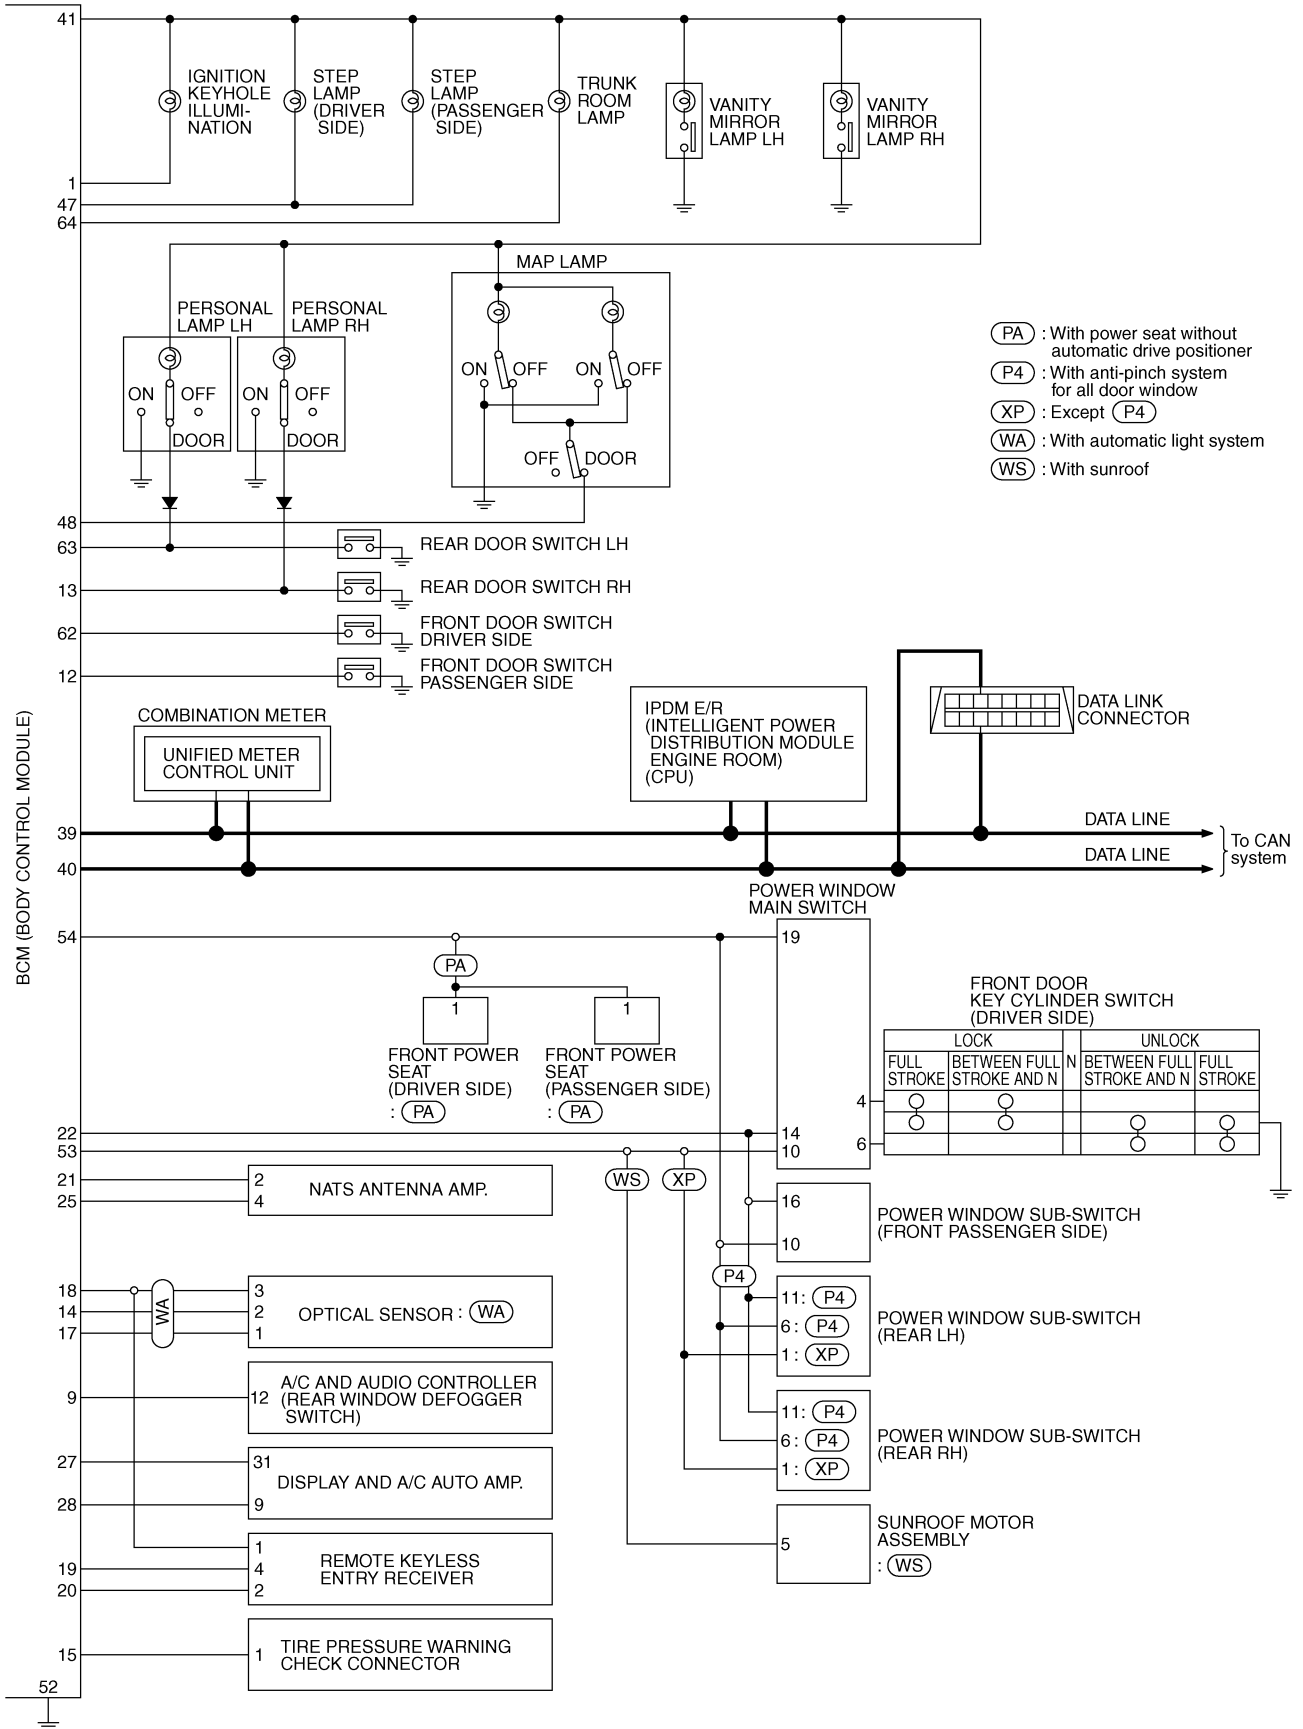 41
IGNITION
KEYHOLE
ILLUMI-
NATION
STEP
LAMP
(DRIVER
SIDE)
STEP
LAMP
(PASSENGER
SIDE)
TRUNK
ROOM
LAMP
VANITY
MIRROR
LAMP LH
VANITY
MIRROR
LAMP RH
1
47
64
MAP LAMP
PERSONAL
LAMP LH
PERSONAL
LAMP RH
ON OFF
DOOR
ON OFF
DOOR
ON OFF
ON OFF
OFF DOOR
PA : With power seat without
automatic drive positioner
P4 : With anti-pinch system
for all door window
XP : Except P4
WA : With automatic light system
WS : With sunroof
48
63
REAR DOOR SWITCH LH
13
REAR DOOR SWITCH RH
62
FRONT DOOR SWITCH
DRIVER SIDE
12
FRONT DOOR SWITCH
PASSENGER SIDE
BCM (BODY CONTROL MODULE)
COMBINATION METER
UNIFIED METER
CONTROL UNIT
IPDM E/R
(INTELLIGENT POWER
DISTRIBUTION MODULE
ENGINE ROOM)
(CPU)
DATA LINK
CONNECTOR
39
DATA LINE
40
DATA LINE
To CAN
system
POWER WINDOW
MAIN SWITCH
54
19
PA
1
1
FRONT POWER
SEAT
(DRIVER SIDE)
: PA
FRONT POWER
SEAT
(PASSENGER SIDE)
: PA
FRONT DOOR
KEY CYLINDER SWITCH
(DRIVER SIDE)
LOCK
UNLOCK
FULL
STROKE
BETWEEN FULL
STROKE AND N
N
BETWEEN FULL
STROKE AND N
FULL
STROKE
4
6
22
14
53
10
WS
XP
21
2
25
4
NATS ANTENNA AMP.
16
10
POWER WINDOW SUB-SWITCH
(FRONT PASSENGER SIDE)
P4
18
14
17
WA
3
2
1
OPTICAL SENSOR : WA
11: P4
6: P4
1: XP
POWER WINDOW SUB-SWITCH
(REAR LH)
9
12
A/C AND AUDIO CONTROLLER
(REAR WINDOW DEFOGGER
SWITCH)
11: P4
6: P4
1: XP
POWER WINDOW SUB-SWITCH
(REAR RH)
27
31
28
9
DISPLAY AND A/C AUTO AMP.
5
SUNROOF MOTOR
ASSEMBLY
: WS
1
19
4
20
2
REMOTE KEYLESS
ENTRY RECEIVER
15
1
TIRE PRESSURE WARNING
CHECK CONNECTOR
52